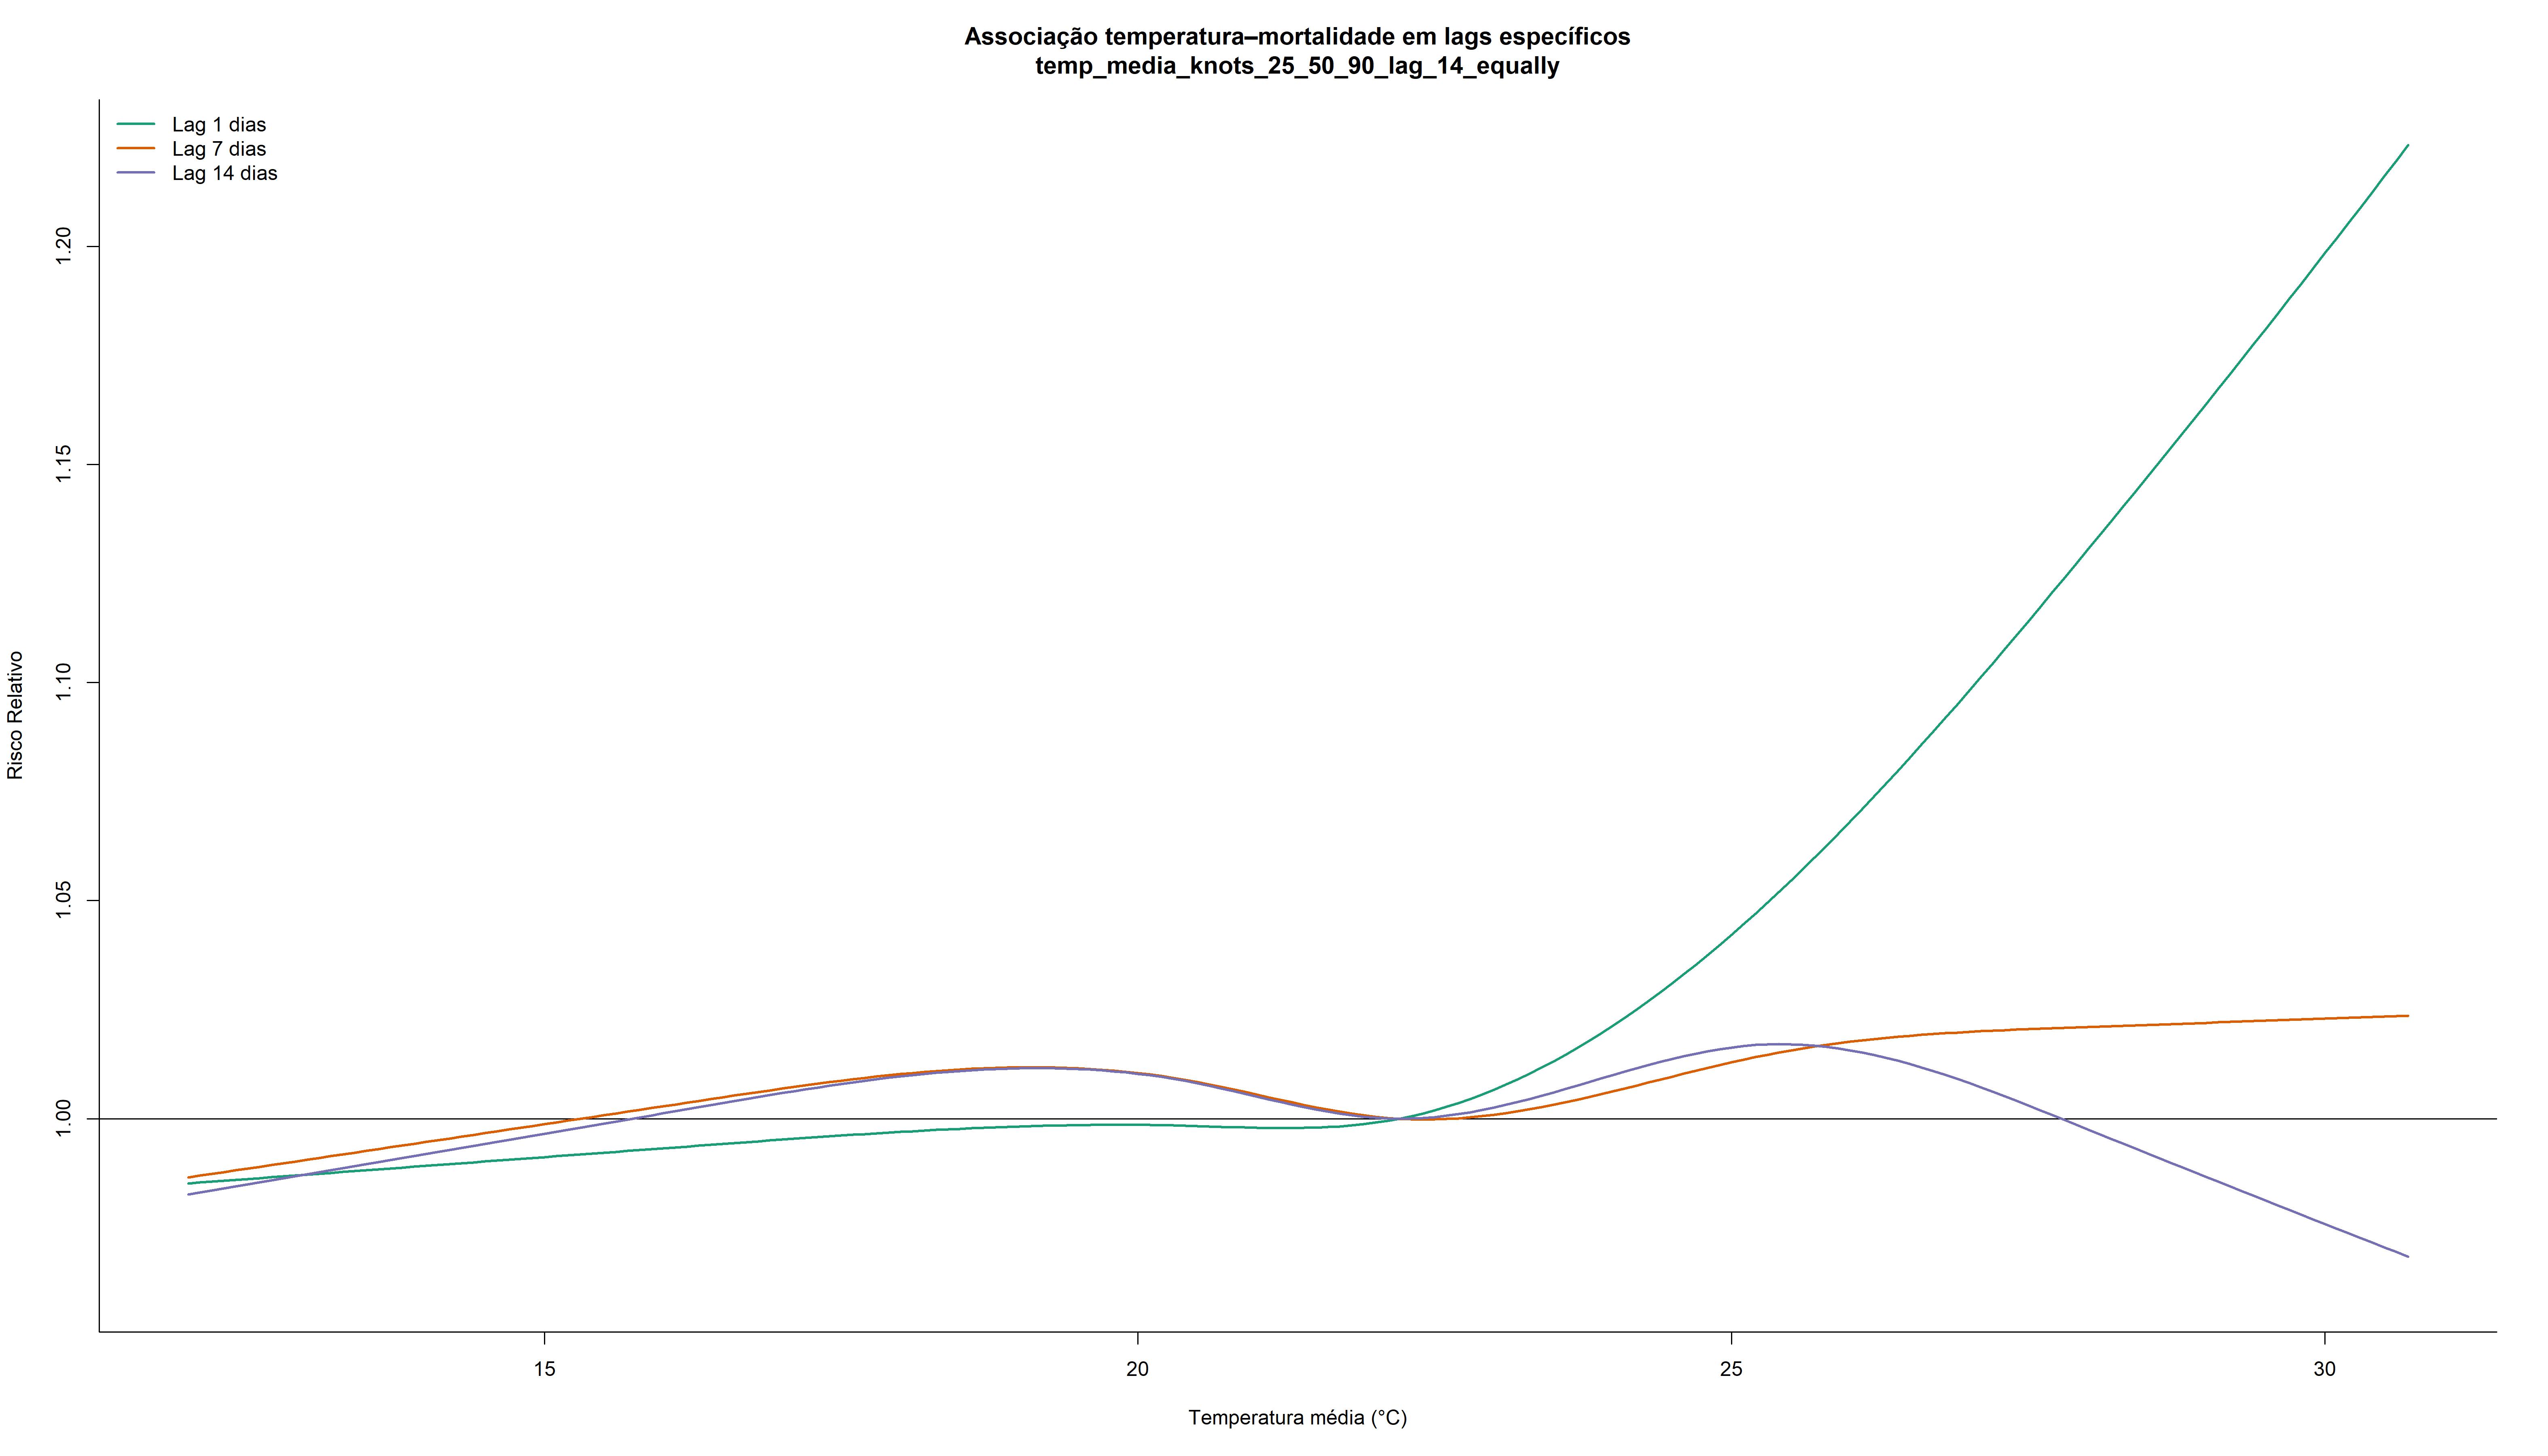 Associação temperatura–mortalidade em lags específicos
temp_media_knots_25_50_90_lag_14_equally
Lag 1 dias
Lag 7 dias
Lag 14 dias
1.20
1.15
1.10
1.05
1.00
Risco Relativo
15
20
25
30
Temperatura média (°C)